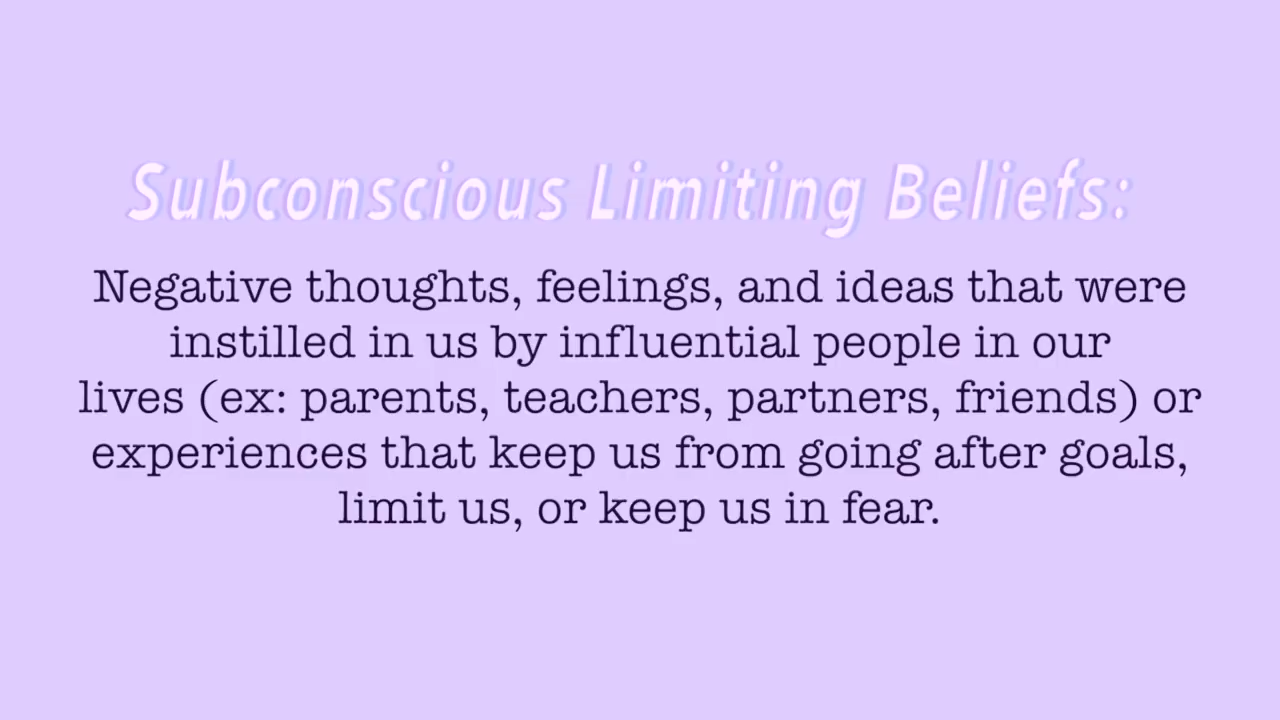 Subconscious Limiting Beliefs:
Negative thoughts, feelings, and ideas that were
instilled in us by influential people in our
lives (ex: parents, teachers, partners, friends) or
experiences that keep us from going after goals,
limit us, or keep us in fear.